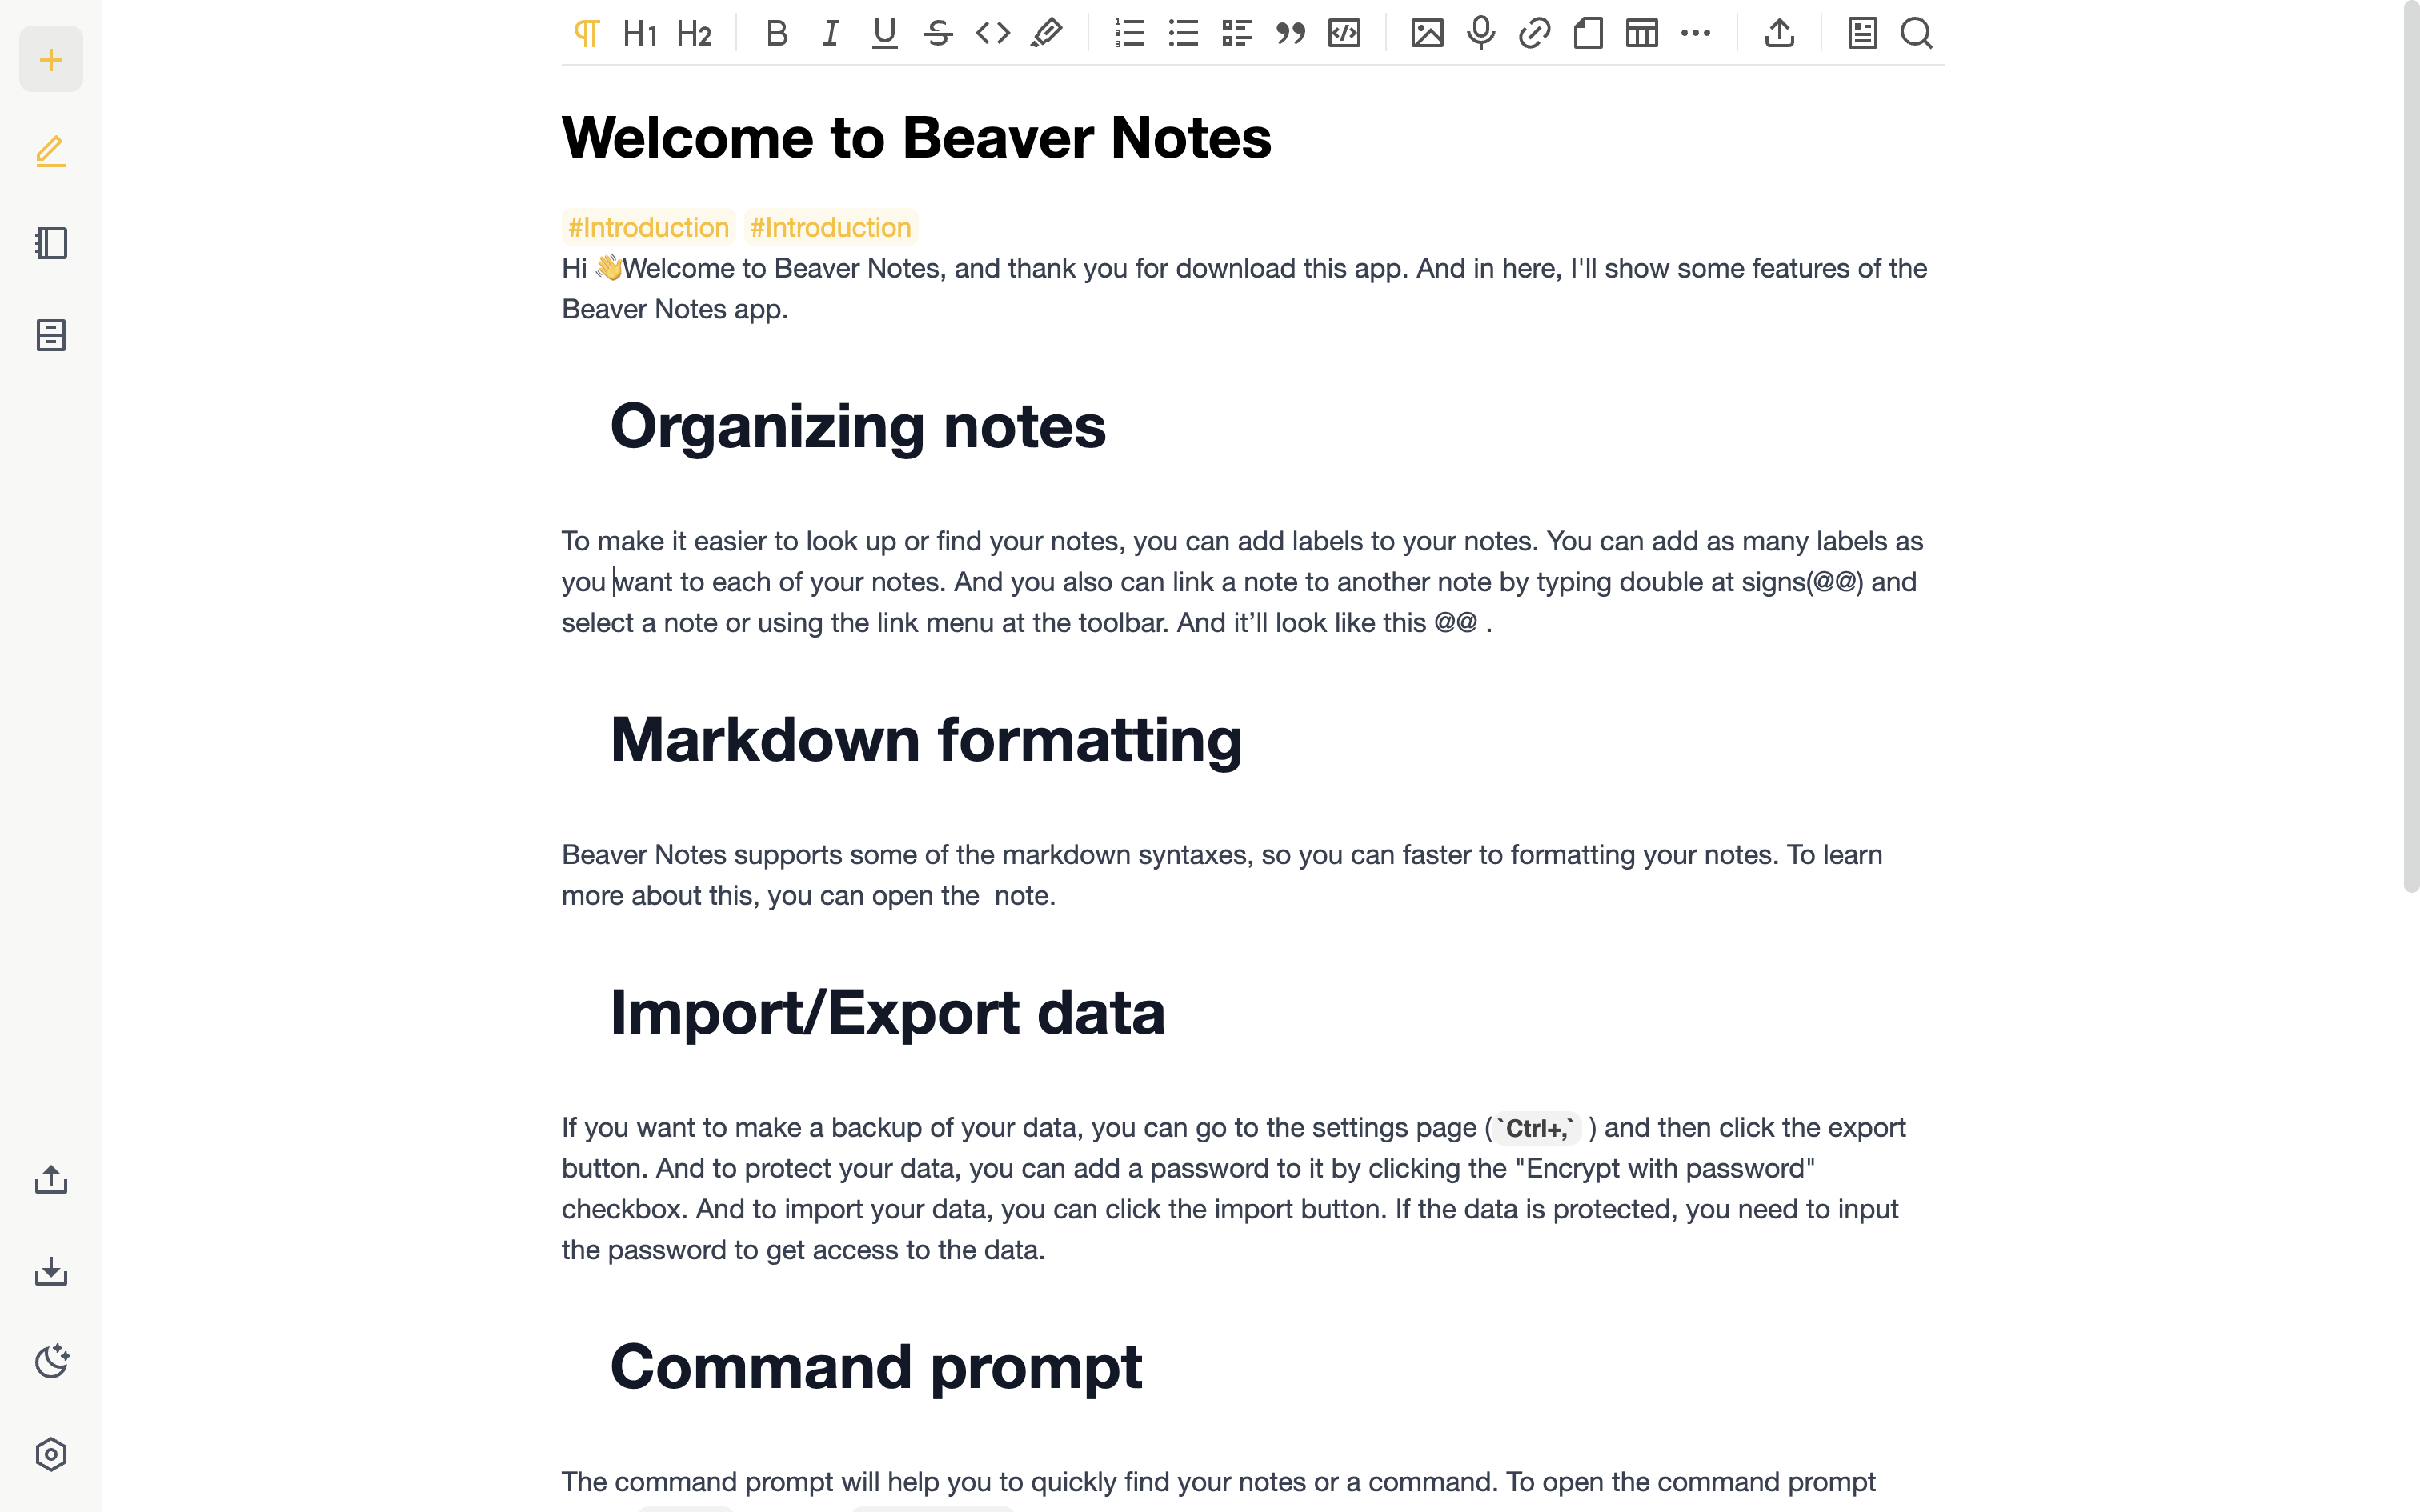 H1 H2
Welcome to Beaver Notes
#Introduction #Introduction
Hi 👋Welcome to Beaver Notes, and thank you for download this app. And in here, I'll show some features of the
Beaver Notes app.
Organizing notes
To make it easier to look up or find your notes, you can add labels to your notes. You can add as many labels as
you want to each of your notes. And you also can link a note to another note by typing double at signs(@@) and
select a note or using the link menu at the toolbar. And it’ll look like this @@ .
Markdown formatting
Beaver Notes supports some of the markdown syntaxes, so you can faster to formatting your notes. To learn
more about this, you can open the  note.
Import/Export data
If you want to make a backup of your data, you can go to the settings page (`Ctrl+,` ) and then click the export
button. And to protect your data, you can add a password to it by clicking the "Encrypt with password"
checkbox. And to import your data, you can click the import button. If the data is protected, you need to input
the password to get access to the data.
Command prompt
The command prompt will help you to quickly find your notes or a command. To open the command prompt